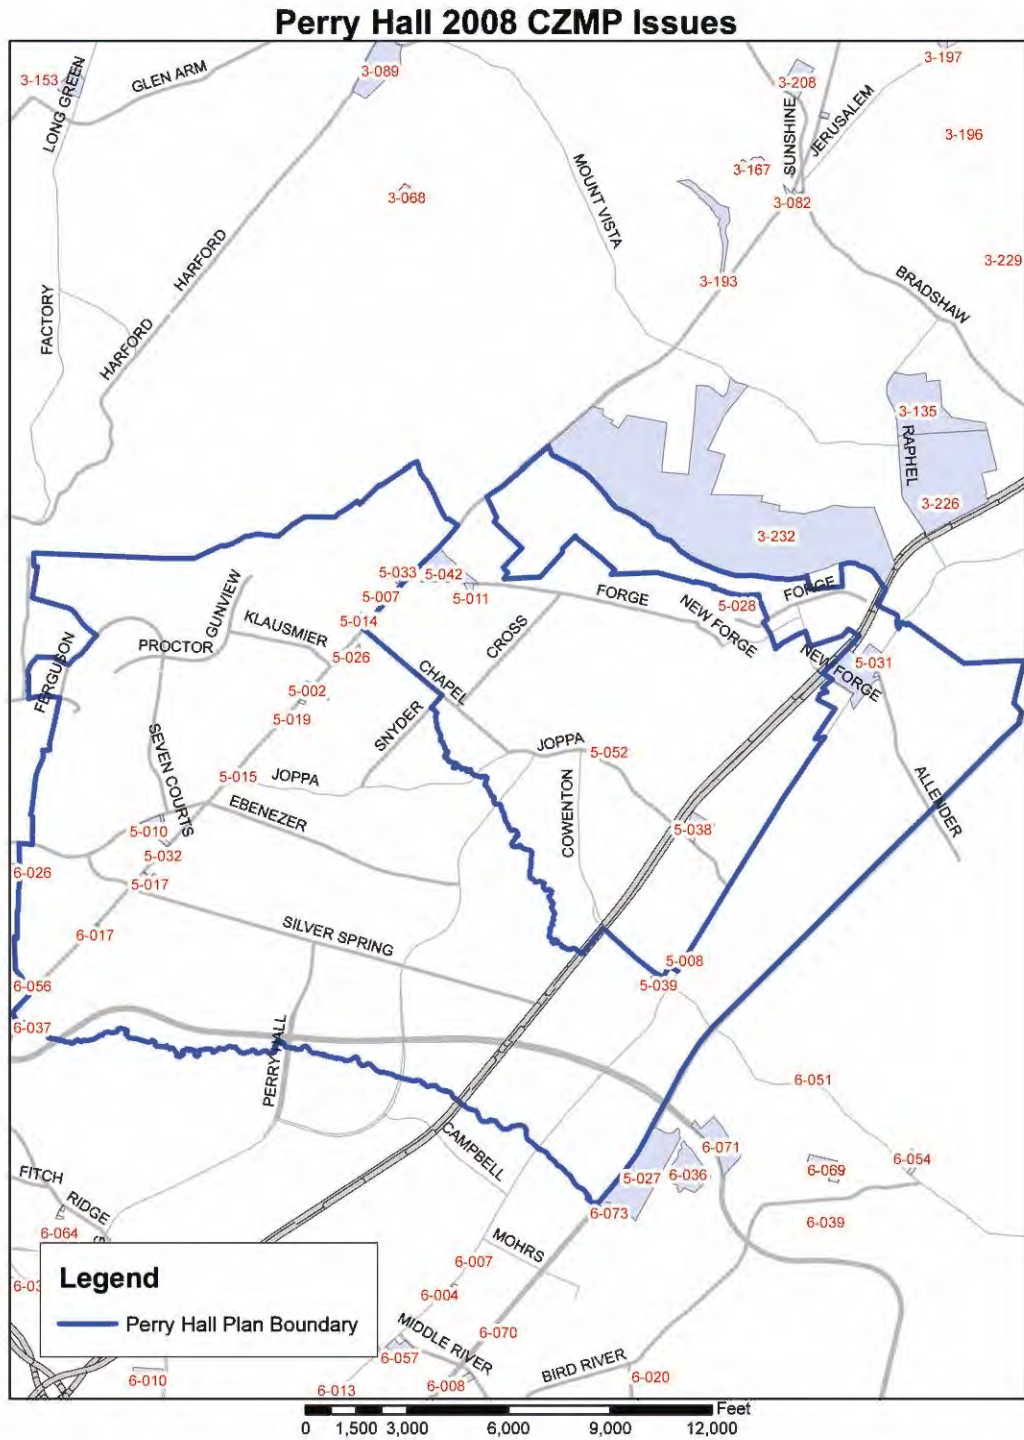 Perry Hall 2008 CZMP Issues
3-153
LONG GREEN
GLEN ARM
3-089
3-197
3-208
SUNSHINE
JERUSALEM
3-196
3-167
MOUNT VISTA
3-068
3-082
HARFORD
3-229
3-193
BRADSHAW
FACTORY
HARFORD
3-135
RAPHEL
3-226
3-232
5-033
5-042
5-007
5-011
FORGE
5-028
FORGE
NEW FORGE
5-014
GUNVIEW
KLAUSMIER
PROCTOR
CROSS
5-026
FERGUSON
CHAPEL
NEW FORGE
5-031
5-002
5-019
SNYDER
SEVEN COURTS
JOPPA
5-052
5-015
JOPPA
EBENEZER
COWENTON
ALLENDER
5-010
5-038
5-032
6-026
5-017
6-017
SILVER SPRING
5-008
6-056
5-039
6-037
PERRY HALL
6-051
CAMPBELL
6-071
5-027
6-036
6-069
6-054
FITCH
RIDGE
6-073
6-039
6-064
MOHRS
6-007
6-004
Legend
Perry Hall Plan Boundary
6-070
MIDDLE RIVER
6-057
BIRD RIVER
6-010
6-013
6-008
6-020
Feet
0 1,500 3,000 6,000 9,000 12,000